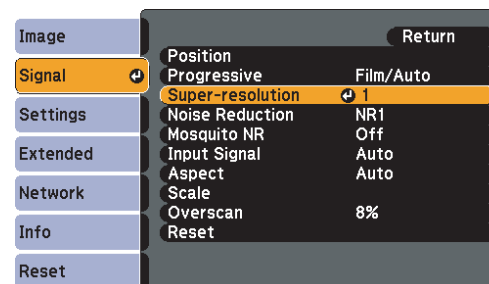 Image
Signal
Settings
Extended
Network
Info
Reset
Return
Position
Progressive Film/Auto
Super-resolution 1
Noise Reduction NR1
Mosquito NR Off
Input Signal Auto
Aspect Auto
Scale
Overscan 8%
Reset